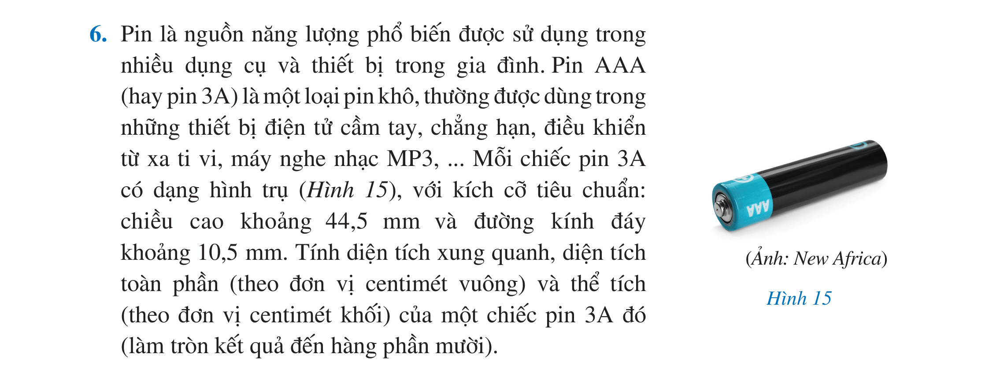 6. Pin là nguồn năng lượng phổ biến được sử dụng trong
nhiều dụng cụ và thiết bị trong gia đình. Pin AAA
(hay pin 3A) là một loại pin khô, thường được dùng trong
những thiết bị điện tử cầm tay, chẳng hạn, điều khiển
từ xa ti vi, máy nghe nhạc MP3, ... Mỗi chiếc pin 3A
có dạng hình trụ (Hình 15), với kích cỡ tiêu chuẩn:
chiều cao khoảng 44,5 mm và đường kính đáy
khoảng 10,5 mm. Tính diện tích xung quanh, diện tích
toàn phần (theo đơn vị centimét vuông) và thể tích
(theo đơn vị centimét khối) của một chiếc pin 3A đó
(làm tròn kết quả đến hàng phần mười).
AAA
(Ảnh: New Africa)
Hình 15